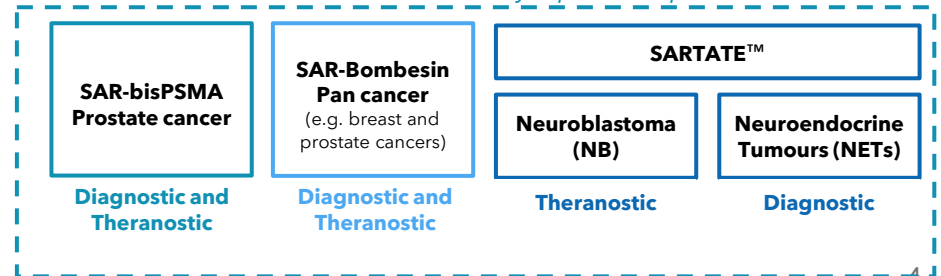 SAR-bisPSMA
Prostate cancer
SAR-Bombesin
Pan cancer
(e.g. breast and
prostate cancers)
SARTATE™
Neuroblastoma
(NB)
Neuroendocrine
Tumours (NETs)
Diagnostic and
Theranostic
Diagnostic and
Theranostic
Theranostic
Diagnostic